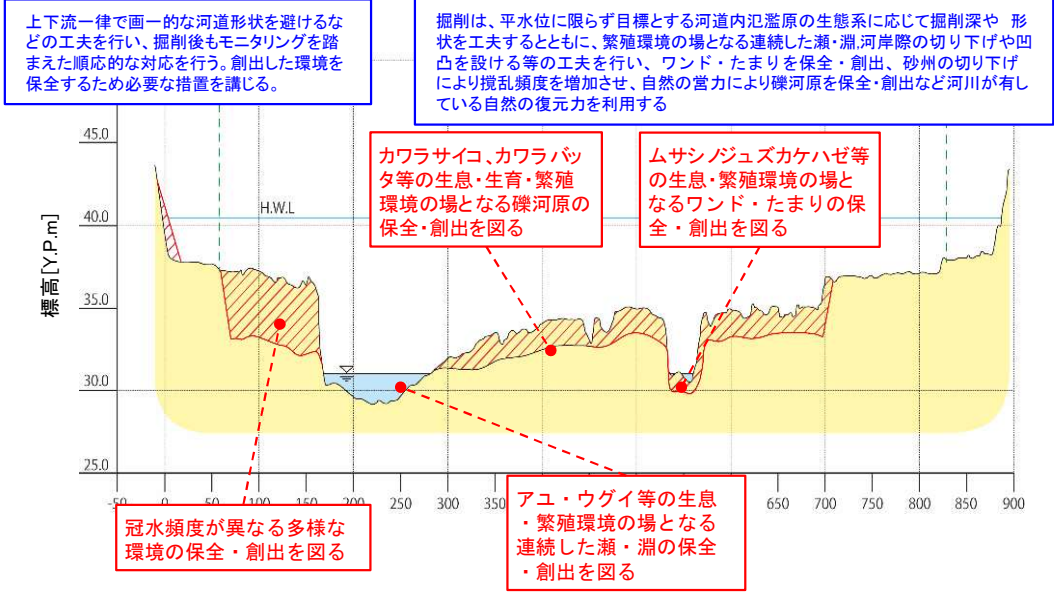 上下流一律で画一的な河道形状を避けるな
どの工夫を行い、掘削後もモニタリングを踏
まえた順応的な対応を行う。創出した環境を
保全するため必要な措置を講じる。
掘削は、平水位に限らず目標とする河道内氾濫原の生態系に応じて掘削深や 形
状を工夫するとともに、繁殖環境の場となる連続した瀬・淵,河岸際の切り下げや凹
凸を設ける等の工夫を行い、ワンド・たまりを保全・創出、砂州の切り下げ
により撹乱頻度を増加させ、自然の営力により礫河原を保全・創出など河川が有し
ている自然の復元力を利用する
カワラサイコ、カワラバッ
タ等の生息・生育・繁殖
環境の場となる礫河原の
保全・創出を図る
ムサシノジュズカケハゼ等
の生息・繁殖環境の場と
なるワンド・たまりの保
全・創出を図る
標高[Y.P.m]
45.0
40.0
35.0
30.0
25.0
H.W.L
0 50 100 200 250 300 350 400 650 700 750 800 850 900
冠水頻度が異なる多様な
環境の保全・創出を図る
アユ・ウグイ等の生息
・繁殖環境の場となる
連続した瀬・淵の保全
・創出を図る